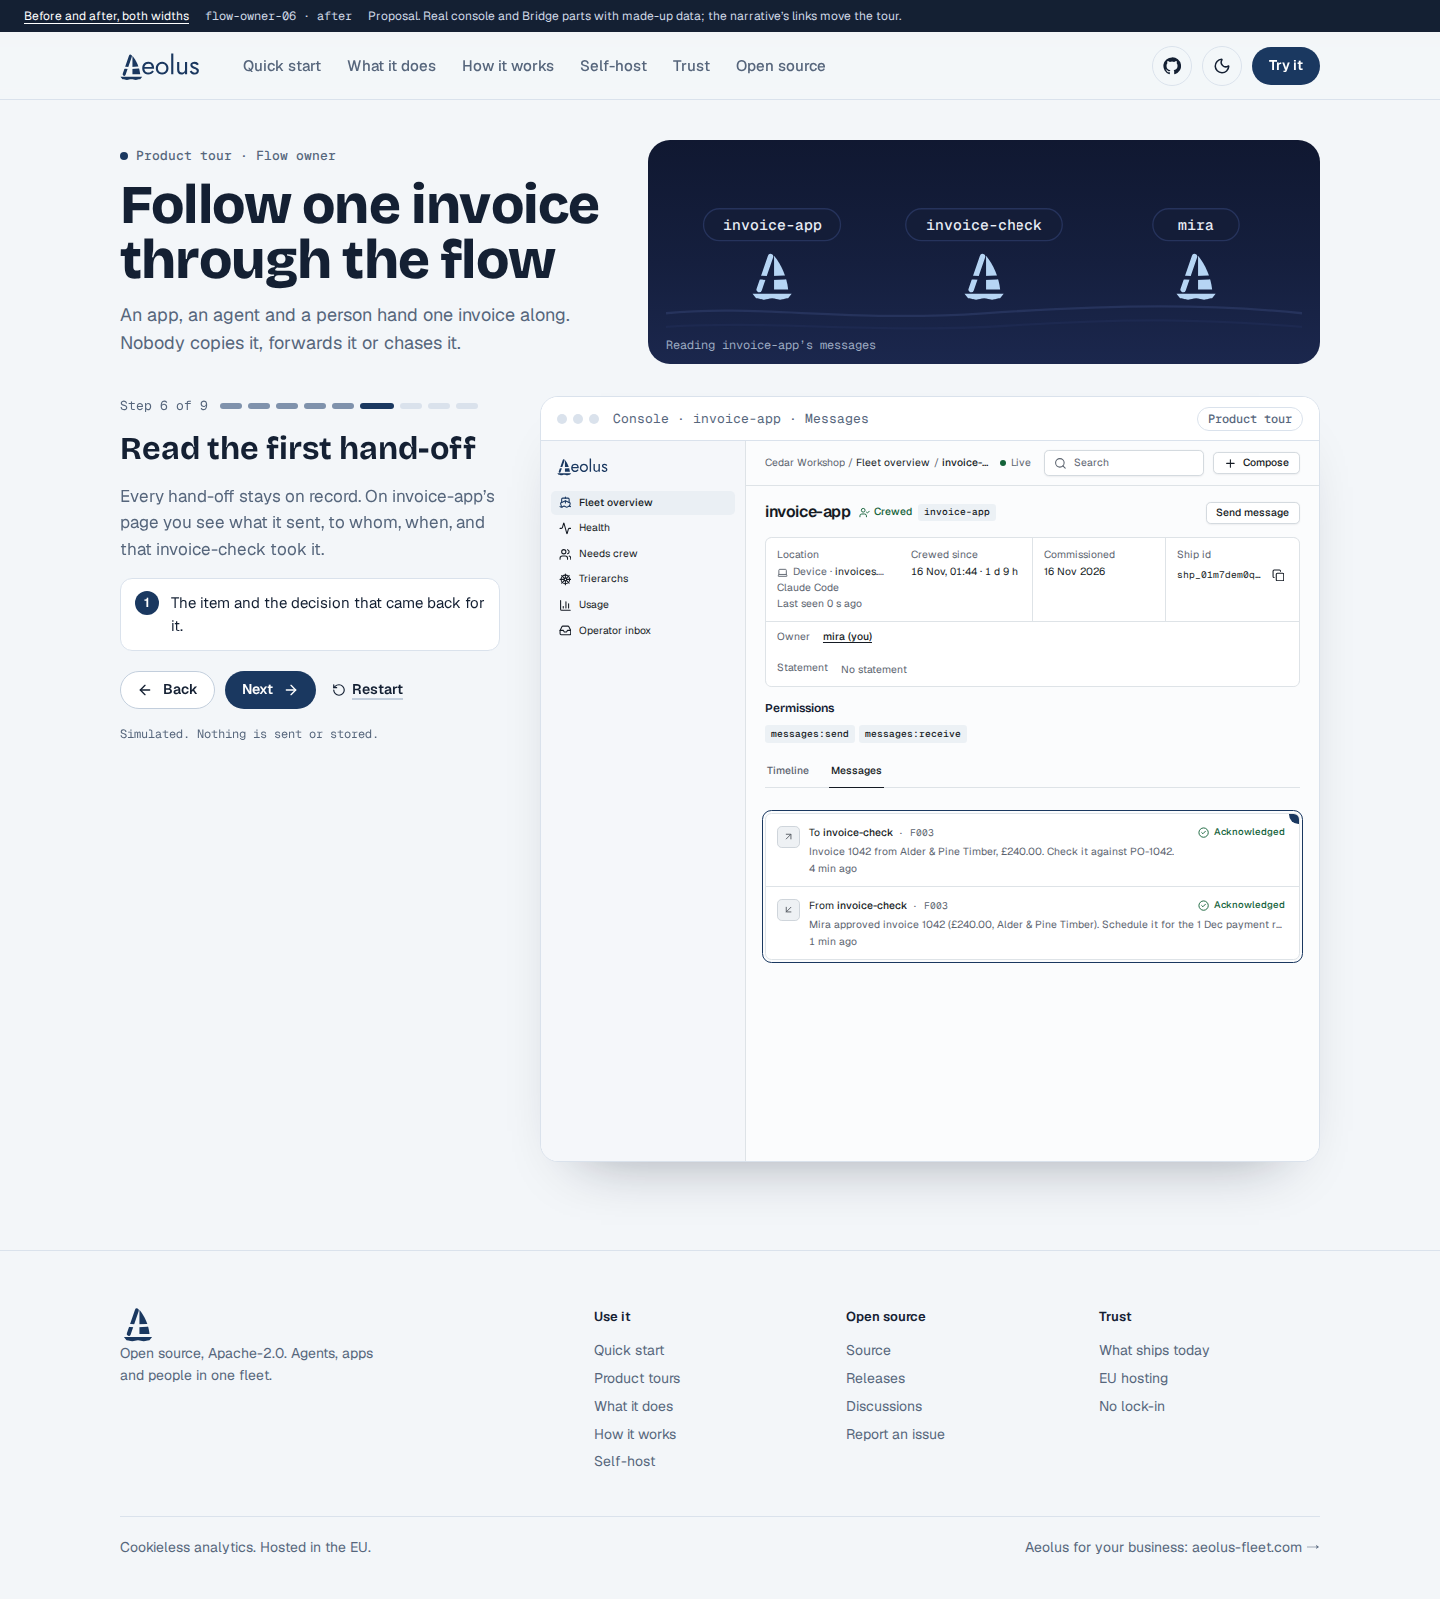 Before and after, both widths flow-owner-06 · after Proposal. Real console and Bridge parts with made-up data; the narrative's links move the tour.
Aeolus Quick start What it does How it works Self-host Trust Open source Try it
Product tour · Flow owner
Follow one invoice
through the flow
An app, an agent and a person hand one invoice along.
Nobody copies it, forwards it or chases it.
invoice-app invoice-check mira
Reading invoice-app's messages
Step 6 of 9
Read the first hand-off
Every hand-off stays on record. On invoice-app's
page you see what it sent, to whom, when, and
that invoice-check took it.
1 The item and the decision that came back for
it.
Back Next Restart
Simulated. Nothing is sent or stored.
Console · invoice-app · Messages Product tour
Aeolus
Fleet overview
Health
Needs crew
Trierarchs
Usage
Operator inbox
Cedar Workshop / Fleet overview / invoice-… Live Search Compose
invoice-app Crewed invoice-app Send message
Location Crewed since Commissioned Ship id
Device · invoices… 16 Nov, 01:44 · 1 d 9 h 16 Nov 2026 shp_01m7dem0q…
Claude Code
Last seen 0 s ago
Owner mira (you)
Statement No statement
Permissions
messages:send messages:receive
Timeline Messages
To invoice-check · F003 Acknowledged
Invoice 1042 from Alder & Pine Timber, £240.00. Check it against PO-1042.
4 min ago
From invoice-check · F003 Acknowledged
Mira approved invoice 1042 (£240.00, Alder & Pine Timber). Schedule it for the 1 Dec payment r…
1 min ago
Open source, Apache-2.0. Agents, apps
and people in one fleet.
Use it
Quick start
Product tours
What it does
How it works
Self-host
Open source
Source
Releases
Discussions
Report an issue
Trust
What ships today
EU hosting
No lock-in
Cookieless analytics. Hosted in the EU.
Aeolus for your business: aeolus-fleet.com →